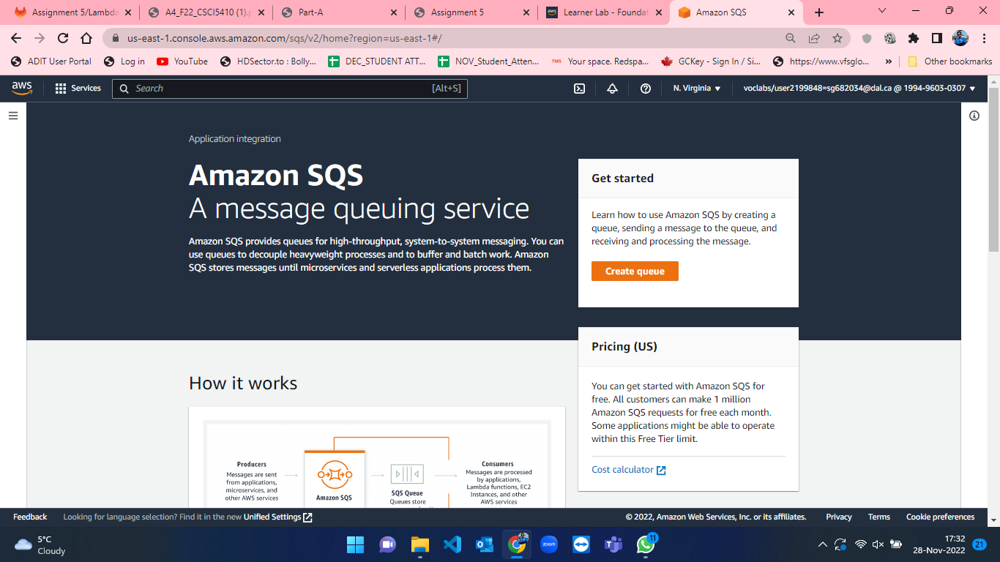 Assignment 5/Lambda
A4_F22_CSCI5410 (1).p
Part-A
Assignment 5
Learner Lab - Foundat
Amazon SQS
us-east-1.console.aws.amazon.com/sqs/v2/home?region=us-east-1#/
ADIT User Portal
Log in
YouTube
HDSector.to : Bolly...
DEC_STUDENT ATT...
NOV_Student_Atten...
TMS
Your space. Redspa...
GCKey - Sign In / Si...
https://www.vfsglo...
»
Other bookmarks
aws
Services
Search
[Alt+S]
N. Virginia
voclabs/user2199848=sg682034@dal.ca @ 1994-9603-0307
Application integration
Amazon SQS
A message queuing service
Amazon SQS provides queues for high-throughput, system-to-system messaging. You can
use queues to decouple heavyweight processes and to buffer and batch work. Amazon
SQS stores messages until microservices and serverless applications process them.
Get started
Learn how to use Amazon SQS by creating a
queue, sending a message to the queue, and
receiving and processing the message.
Create queue
Pricing (US)
You can get started with Amazon SQS for
free. All customers can make 1 million
Amazon SQS requests for free each month.
Some applications might be able to operate
within this Free Tier limit.
Cost calculator
How it works
Producers
Messages are sent
from applications,
microservices, and
other AWS services
Amazon SQS
SQS Queue
Queues store
Consumers
Messages are processed
by applications,
Lambda functions, EC2
Instances, and other
AWS services
Feedback
Looking for language selection? Find it in the new Unified Settings
© 2022, Amazon Web Services, Inc. or its affiliates.
Privacy
Terms
Cookie preferences
5°C
Cloudy
zoom
11
17:32
28-Nov-2022
21